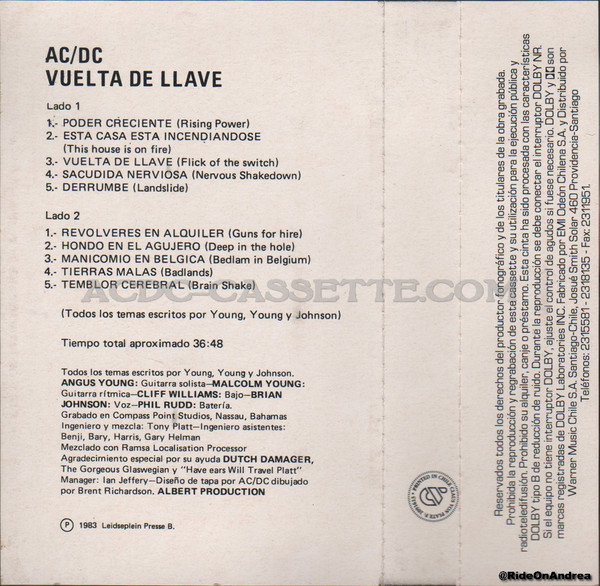 AC/DC
VUELTA DE LLAVE
Lado 1
1.- PODER CRECIENTE (Rising Power)
2.- ESTA CASA ESTA INCENDIANDOSE
(This house is on fire)
3.- VUELTA DE LLAVE (Flick of the switch)
4.- SACUDIDA NERVIOSA (Nervous Shakedown)
5.- DERRUMBE (Landslide)
Lado 2
1.- REVOLVERES EN ALQUILER (Guns for hire)
2.- HONDO EN EL AGUJERO (Deep in the hole)
3.- MANICOMIO EN BELGICA (Bedlam in Belgium)
4.- TIERRAS MALAS (Badlands)
5.- TEMBLOR CEREBRAL (Brain Shake)
ACDC-CASSETTE.COM
(Todos los temas escritos por Young, Young y Johnson)
Tiempo total aproximado 36:48
Todos los temas escritos por Young, Young y Johnson.
ANGUS YOUNG: Guitarra solista—MALCOLM YOUNG:
Guitarra rítmica—CLIFF WILLIAMS: Bajo—BRIAN
JOHNSON: Voz—PHIL RUDD: Batería.
Grabado en Compass Point Studios, Nassau, Bahamas
Ingeniero y mezcla: Tony Platt—Ingeniero asistentes:
Benji, Bary, Harris, Gary Helman
Mezclado con Ramsa Localisation Processor
Agradecimiento especial por su ayuda DUTCH DAMAGER,
The Gorgeous Glaswegian y "Have ears Will Travel Platt"
Manager: Ian Jeffery—Diseño de tapa por AC/DC dibujado
por Brent Richardson. ALBERT PRODUCTION
Ⓟ 1983 Leidseplein Presse B.
Reservados todos los derechos del productor fonográfico y de los titulares de la obra grabada.
Prohibida la reproducción y regrabación de esta cassette y su utilización para la ejecución pública y
radioteledifusión. Prohibido su alquiler, canje o préstamo. Esta cinta ha sido procesada con las características
DOLBY tipo B de reducción de ruido. Durante la reproducción se debe conectar el interruptor DOLBY NR.
Si el equipo no tiene interruptor DOLBY, ajuste el control de agudos si fuese necesario. DOLBY y son
marcas registradas de DOLBY Laboratories INC. Fabricado por EMI Odeón Chilena S.A. y Distribuido por
Warner Music Chile S.A. Santiago-Chile, Josué Smith Solar 460 Providencia-Santiago
Teléfonos: 2315581 - 2318135 - Fax: 2311951.
@RideOnAndrea